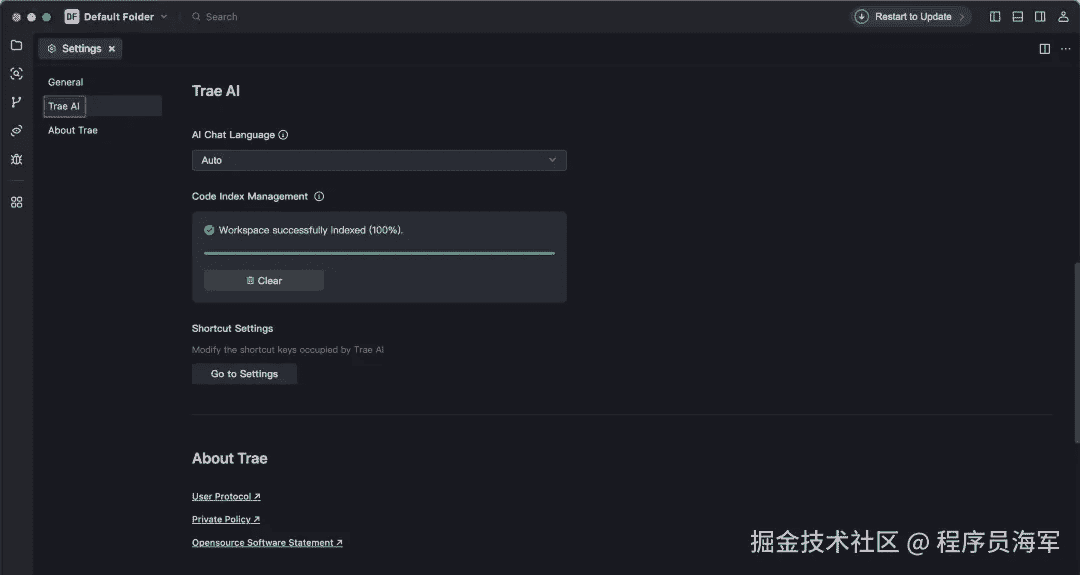 DF Default Folder
Search
Restart to Update
Settings
General
Trae AI
About Trae
Trae AI
AI Chat Language
Auto
Code Index Management
Workspace successfully indexed (100%).
Clear
Shortcut Settings
Modify the shortcut keys occupied by Trae AI
Go to Settings
About Trae
User Protocol
Private Policy
Opensource Software Statement
掘金技术社区 @ 程序员海军